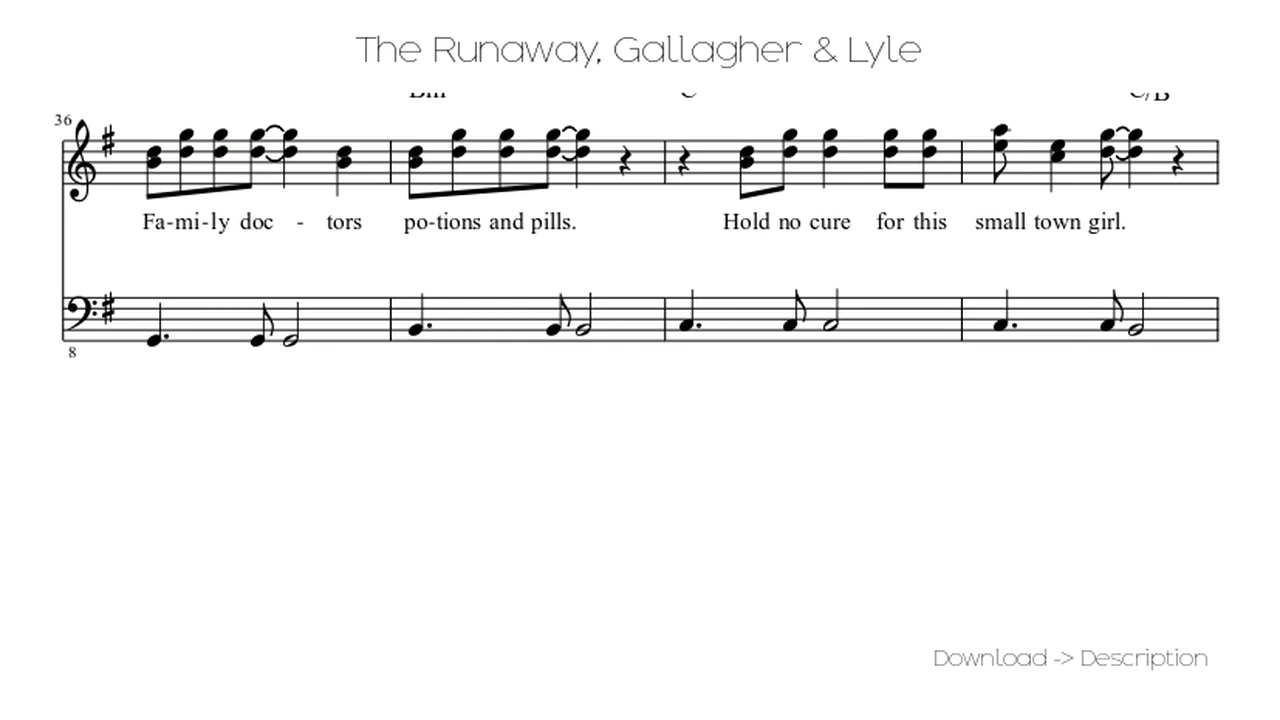 The Runaway, Gallagher & Lyle
Bm C C/B
36
Fa-mi-ly doc - tors po-tions and pills. Hold no cure for this small town girl.
8
Download -> Description